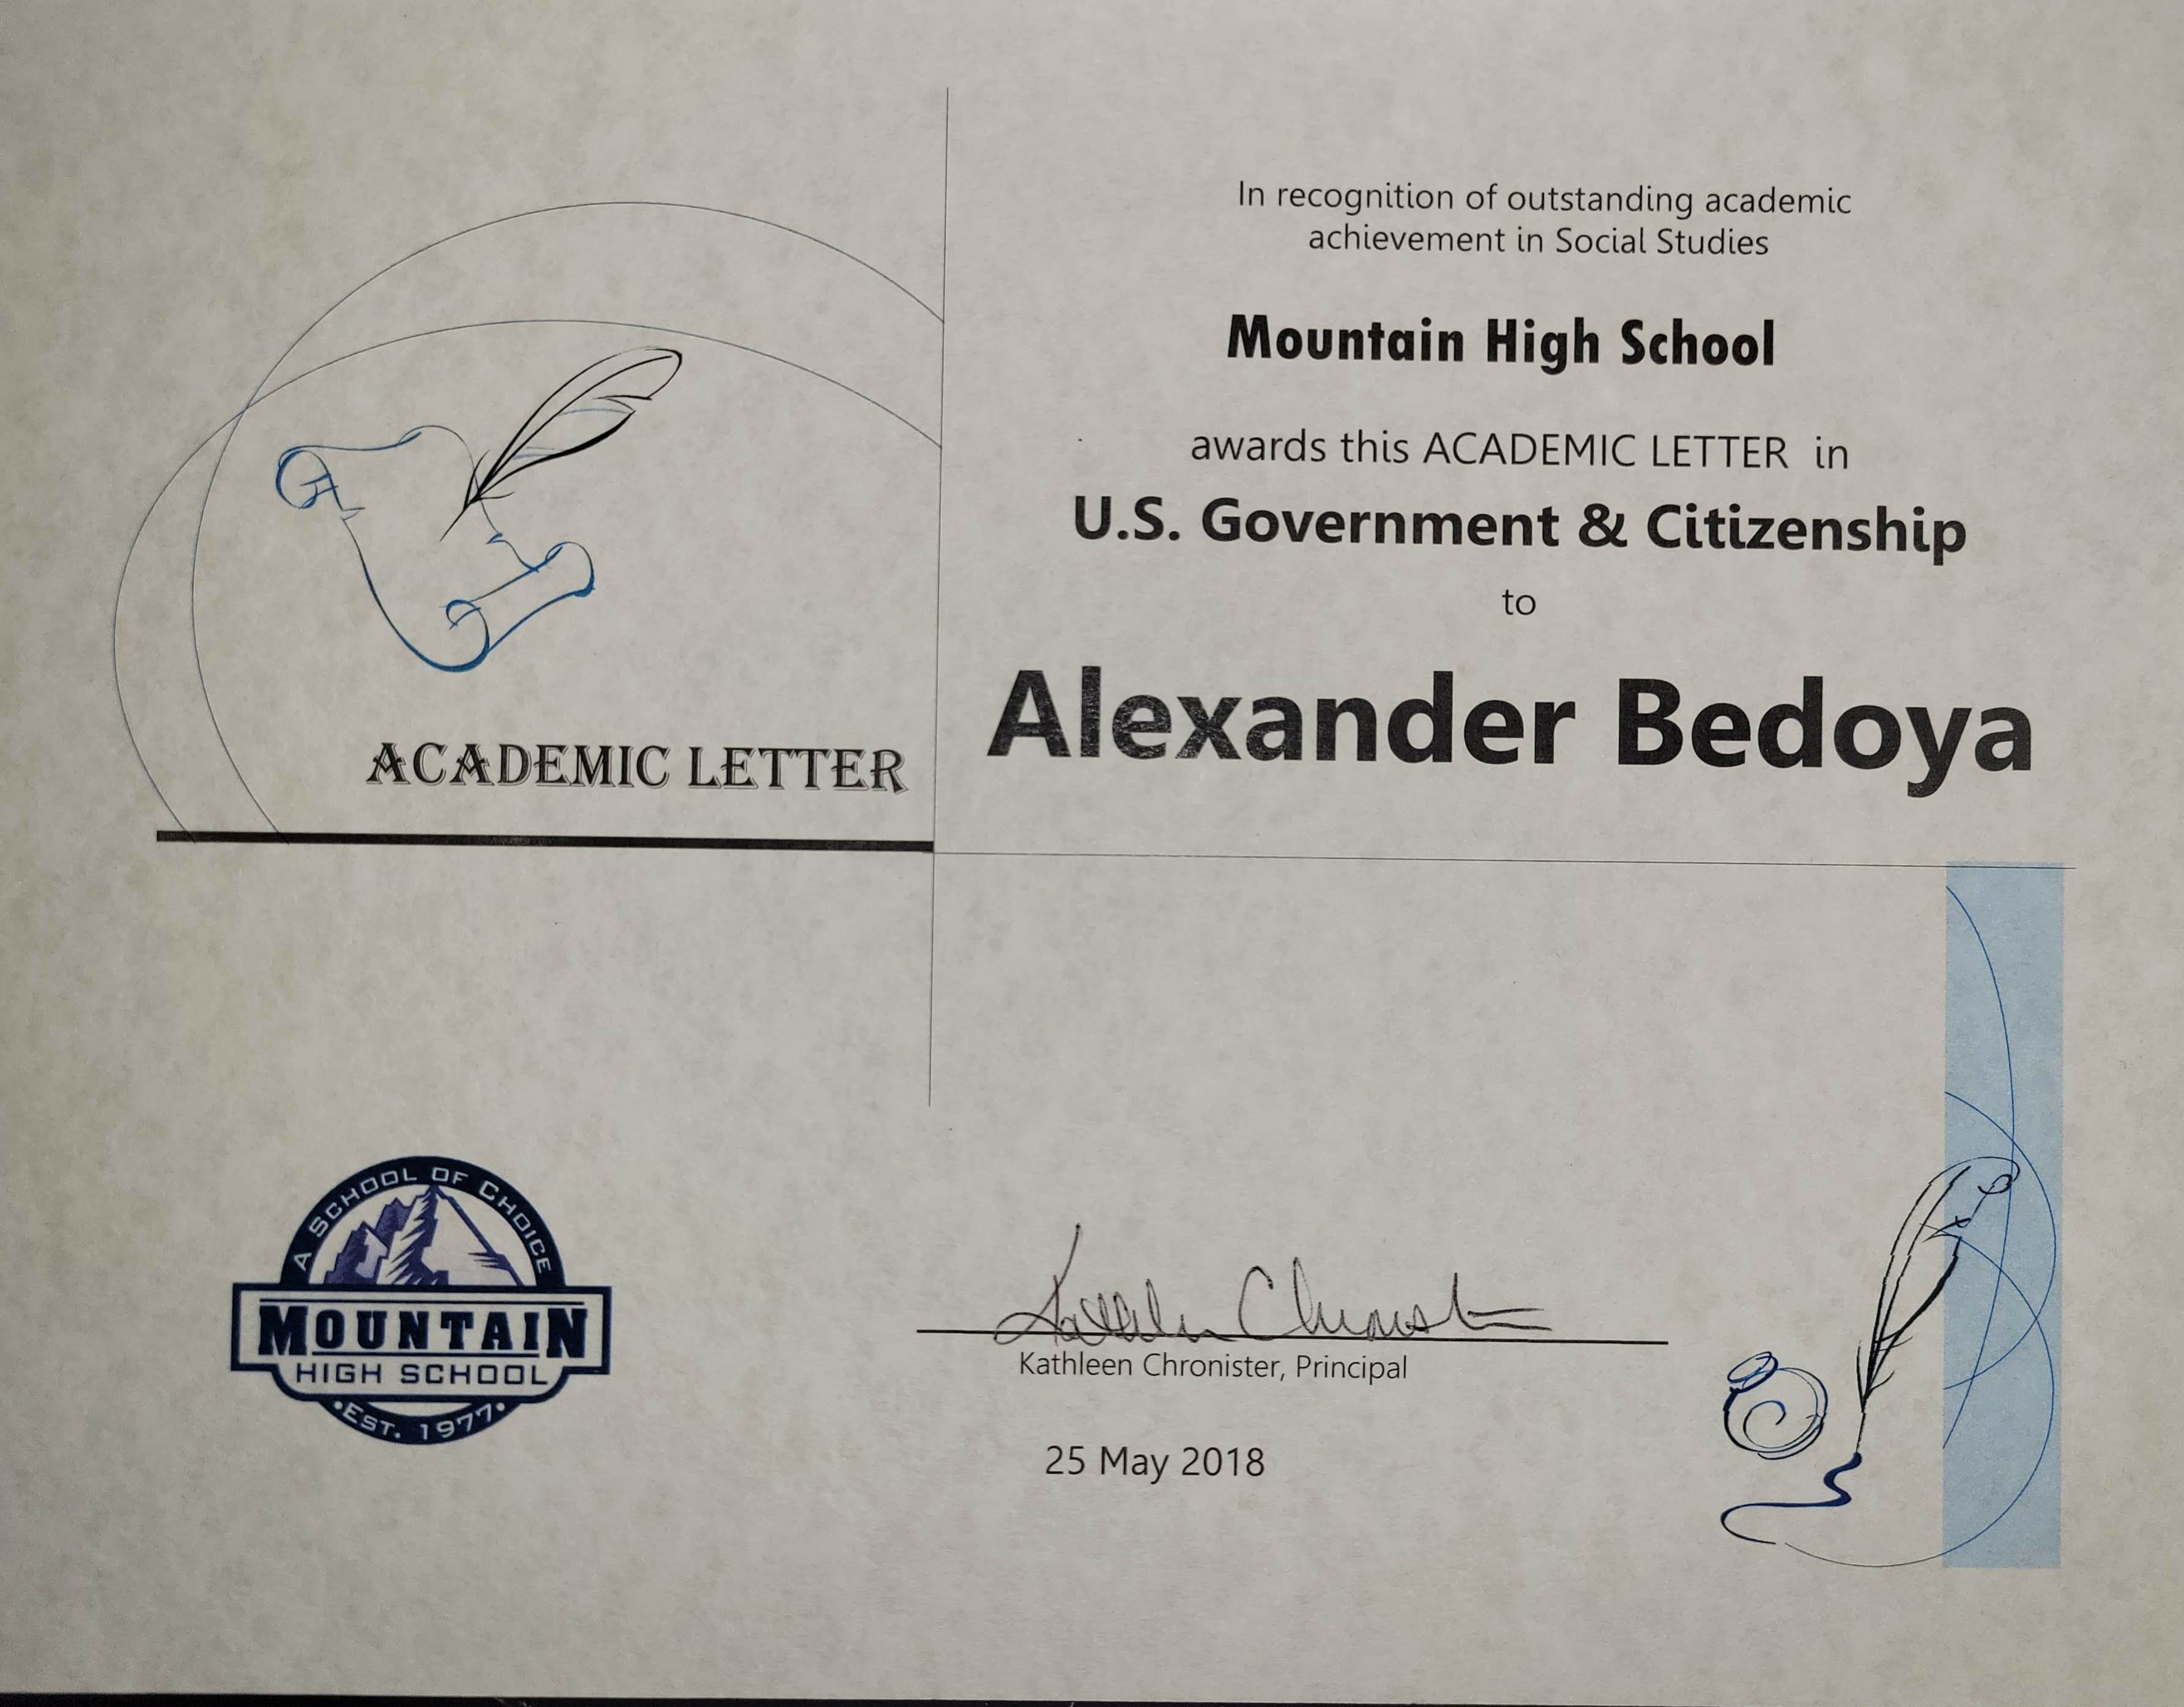 In recognition of outstanding academic
achievement in Social Studies
Mountain High School
awards this ACADEMIC LETTER in
U.S. Government & Citizenship
to
Alexander Bedoya
ACADEMIC LETTER
A SCHOOL OF CHOICE
MOUNTAIN
HIGH SCHOOL
•EST. 1977•
Kathleen Chronister
Kathleen Chronister, Principal
25 May 2018